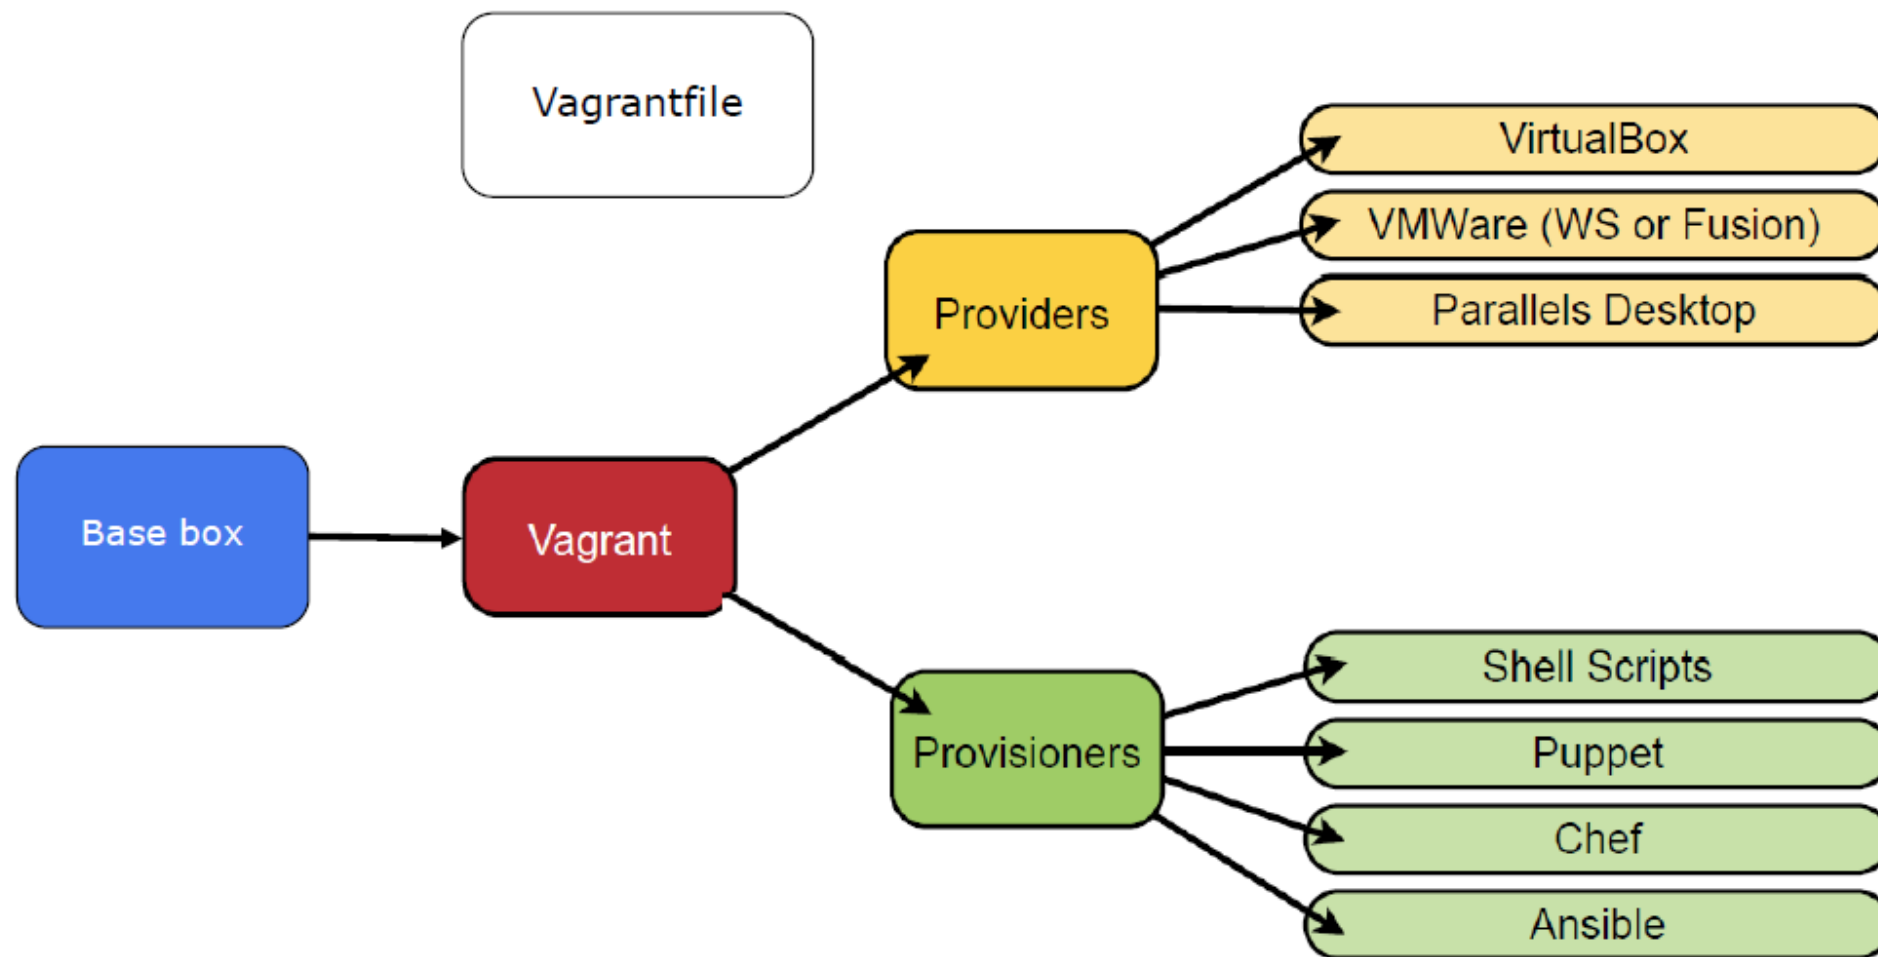 Vagrantfile
VirtualBox
VMWare (WS or Fusion)
Parallels Desktop
Providers
Base box
Vagrant
Provisioners
Shell Scripts
Puppet
Chef
Ansible